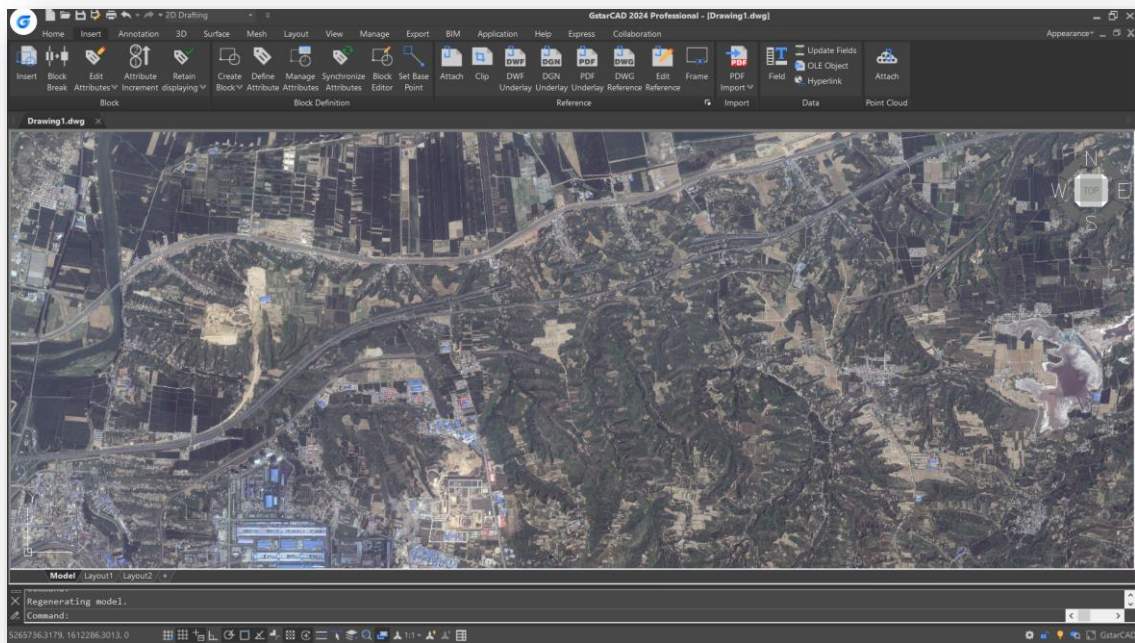 2D Drafting
GstarCAD 2024 Professional - [Drawing1.dwg]
Home Insert Annotation 3D Surface Mesh Layout View Manage Export BIM Application Help Express Collaboration Appearance
Insert Block Break Edit Attributes Attribute Increment Retain displaying
Block
Create Block Define Attribute Manage Attributes Synchronize Attributes Block Editor Set Base Point
Block Definition
Attach Clip DWF Underlay DGN Underlay PDF Underlay DWG Reference Edit Reference Frame
Reference
PDF Import
Import
Field Update Fields
OLE Object
Hyperlink
Data
Attach
Point Cloud
Drawing1.dwg
N
W TOP E
S
Model Layout1 Layout2 +
Regenerating model.
Command:
5265736.3179, 1612286.3013, 0
1:1
GstarCAD